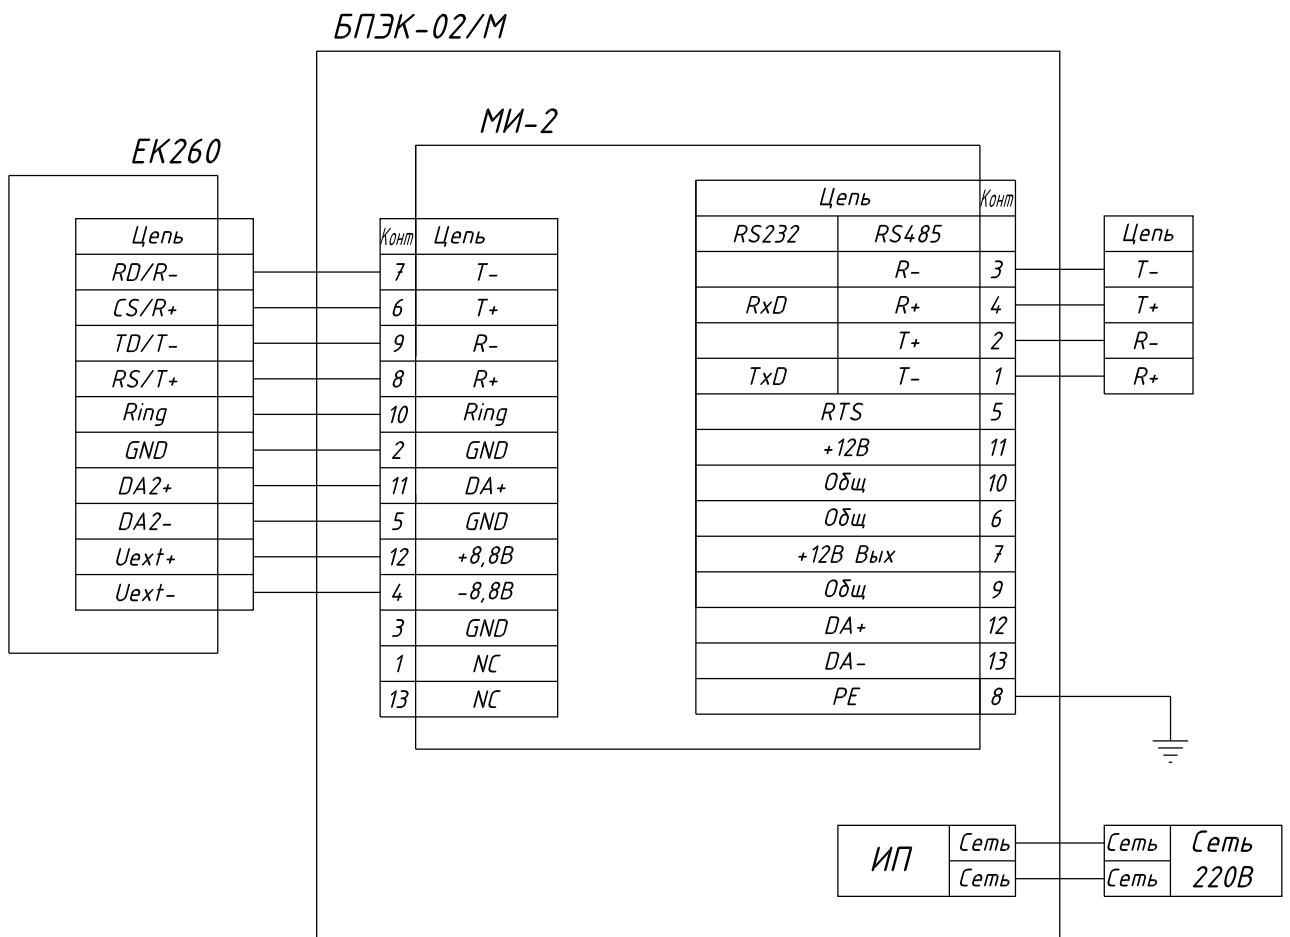 БПЭК-02/М
МИ-2
ЕК260
Цепь
RD/R-
CS/R+
TD/T-
RS/T+
Ring
GND
DA2+
DA2-
Uext+
Uext-
Конт Цепь
7 T-
6 T+
9 R-
8 R+
10 Ring
2 GND
11 DA+
5 GND
12 +8,8В
4 -8,8В
3 GND
1 NC
13 NC
Цепь Конт
RS232 RS485
R- 3
RxD R+ 4
T+ 2
TxD T- 1
RTS 5
+12В 11
Общ 10
Общ 6
+12В Вых 7
Общ 9
DA+ 12
DA- 13
PE 8
Цепь
T-
T+
R-
R+
ИП
Сеть
Сеть
Сеть
Сеть
Сеть
220В